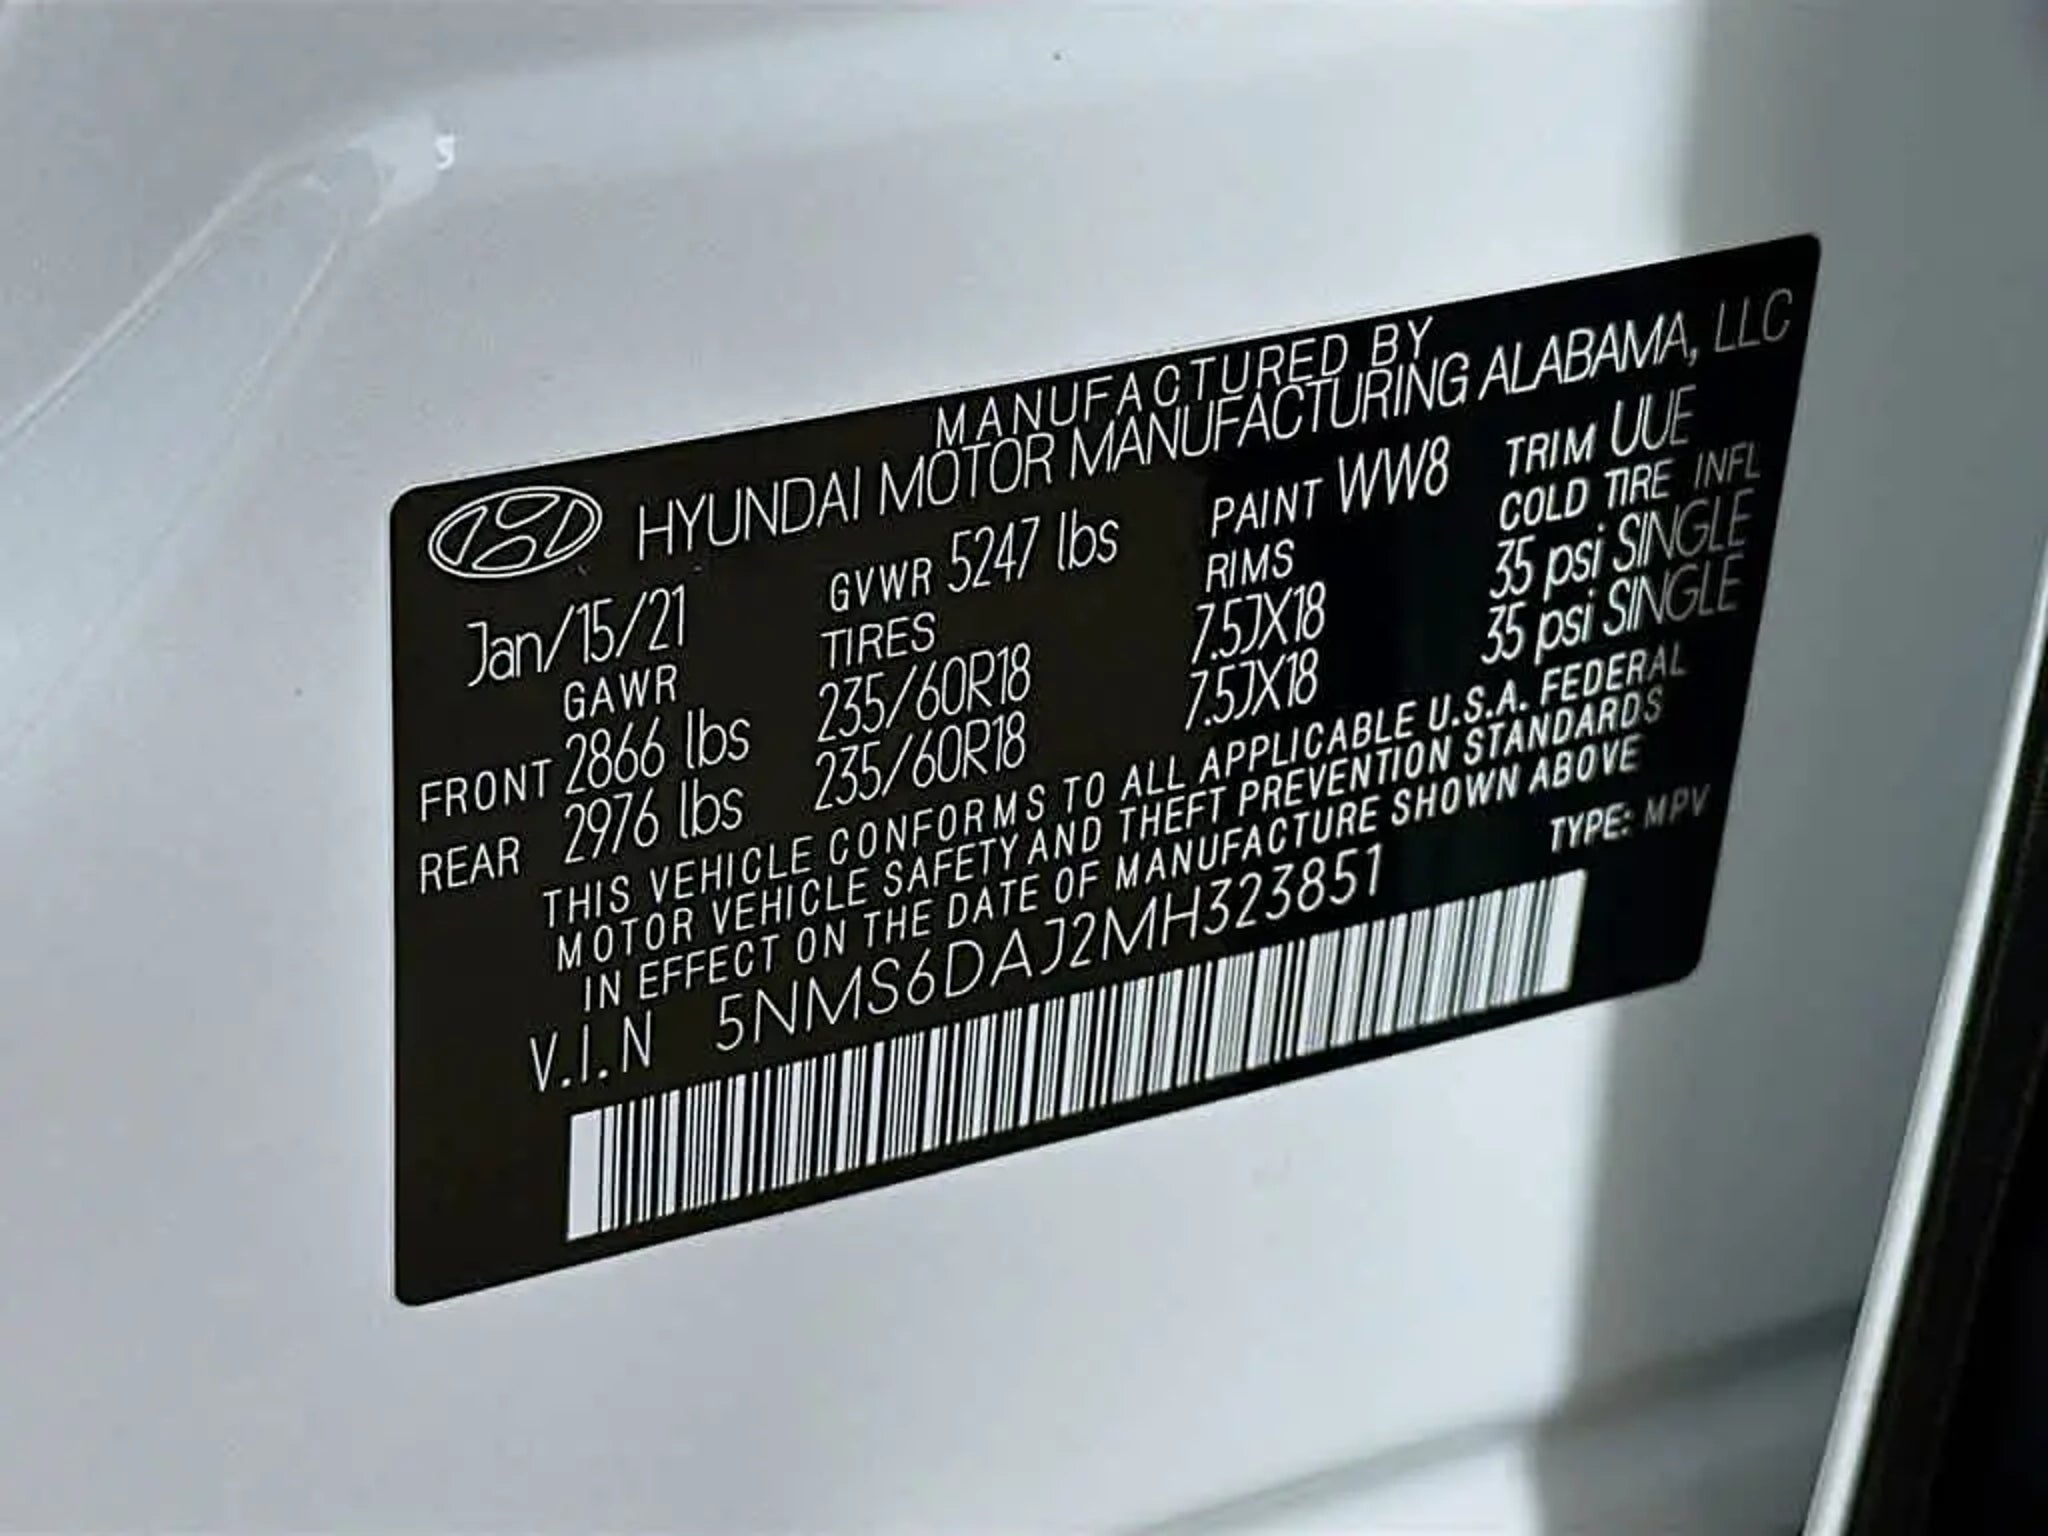 MANUFACTURED BY
HYUNDAI MOTOR MANUFACTURING ALABAMA, LLC
Jan/15/21 GVWR 5247 lbs PAINT WW8 TRIM UUE
GAWR TIRES RIMS COLD TIRE INFL
FRONT 2866 lbs 235/60R18 7.5JX18 35 psi SINGLE
REAR 2976 lbs 235/60R18 7.5JX18 35 psi SINGLE
THIS VEHICLE CONFORMS TO ALL APPLICABLE U.S.A. FEDERAL
MOTOR VEHICLE SAFETY AND THEFT PREVENTION STANDARDS
IN EFFECT ON THE DATE OF MANUFACTURE SHOWN ABOVE
V.I.N 5NMS6DAJ2MH323851 TYPE: MPV